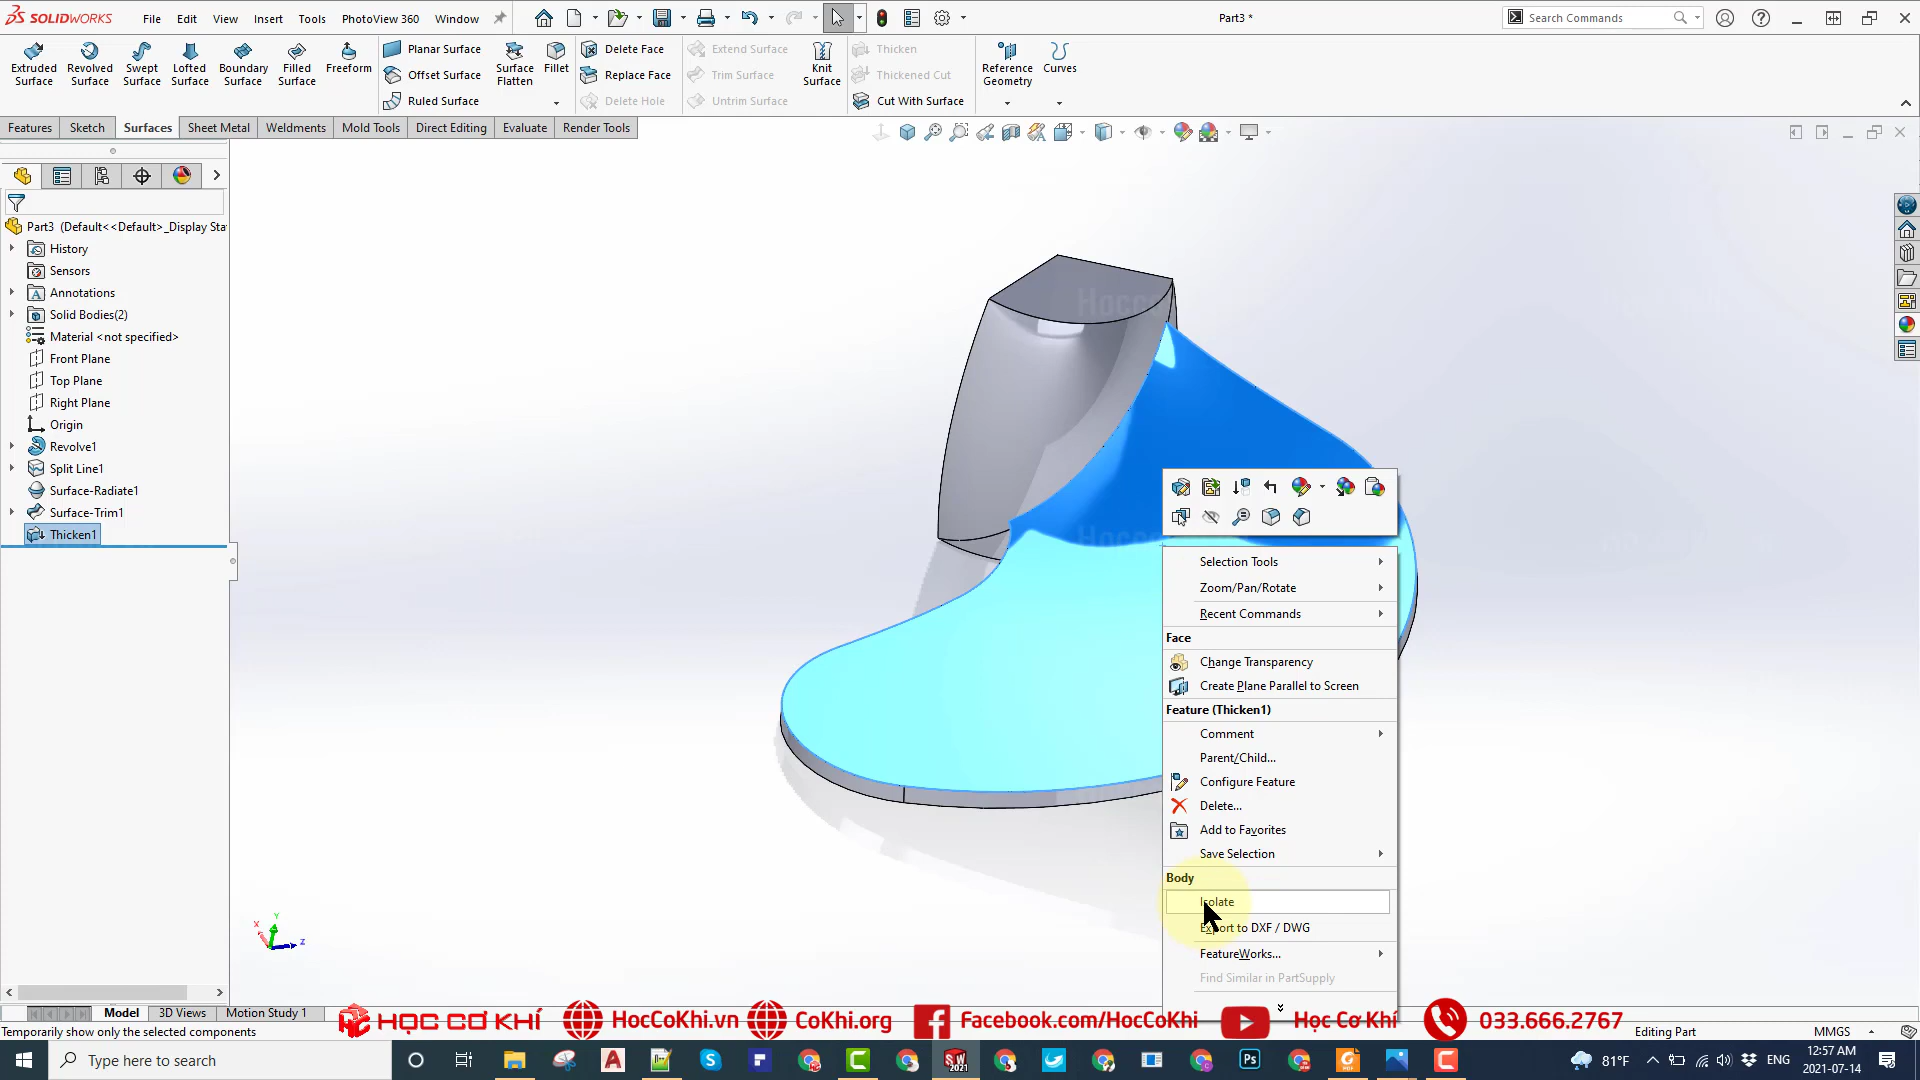 SOLIDWORKS
File
Edit
View
Insert
Tools
PhotoView 360
Window
Part3 *
Search Commands
Extruded Surface
Revolved Surface
Swept Surface
Lofted Surface
Boundary Surface
Filled Surface
Freeform
Planar Surface
Offset Surface
Ruled Surface
Surface Flatten
Fillet
Delete Face
Replace Face
Delete Hole
Extend Surface
Trim Surface
Untrim Surface
Knit Surface
Thicken
Thickened Cut
Cut With Surface
Reference Geometry
Curves
Features
Sketch
Surfaces
Sheet Metal
Weldments
Mold Tools
Direct Editing
Evaluate
Render Tools
Part3 (Default<<Default>_Display Sta
History
Sensors
Annotations
Solid Bodies(2)
Material <not specified>
Front Plane
Top Plane
Right Plane
Origin
Revolve1
Split Line1
Surface-Radiate1
Surface-Trim1
Thicken1
Selection Tools
Zoom/Pan/Rotate
Recent Commands
Face
Change Transparency
Create Plane Parallel to Screen
Feature (Thicken1)
Comment
Parent/Child...
Configure Feature
Delete...
Add to Favorites
Save Selection
Body
Isolate
Export to DXF / DWG
FeatureWorks...
Find Similar in PartSupply
X
Y
Z
Model
3D Views
Motion Study 1
HỌC CƠ KHÍ
HocCoKhi.vn
CoKhi.org
Facebook.com/HocCoKhi
Học Cơ Khí
033.666.2767
Temporarily show only the selected components
Editing Part
MMGS
Type here to search
SW 2021
Ps
81°F
ENG
12:57 AM
2021-07-14